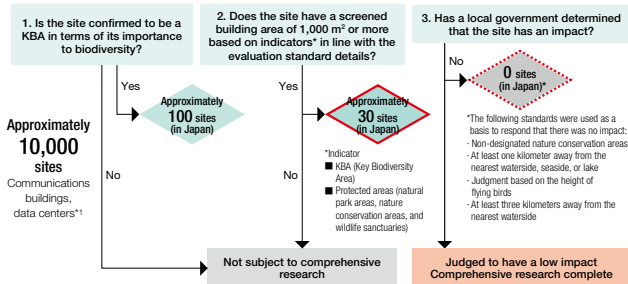 1. Is the site confirmed to be a
KBA in terms of its importance
to biodiversity?
2. Does the site have a screened
building area of 1,000 m² or more
based on indicators* in line with the
evaluation standard details?
3. Has a local government determined
that the site has an impact?
Approximately
10,000
sites
Communications
buildings,
data centers*1
Yes
Approximately
100 sites
(in Japan)
No
Yes
Approximately
30 sites
(in Japan)
*Indicator
■ KBA (Key Biodiversity
Area)
■ Protected areas (natural
park areas, nature
conservation areas, and
wildlife sanctuaries)
No
No
0 sites
(in Japan)*
*The following standards were used as a
basis to respond that there was no impact:
· Non-designated nature conservation areas
· At least one kilometer away from the
nearest waterside, seaside, or lake
· Judgment based on the height of
flying birds
· At least three kilometers away from the
nearest waterside
Not subject to comprehensive
research
Judged to have a low impact
Comprehensive research complete